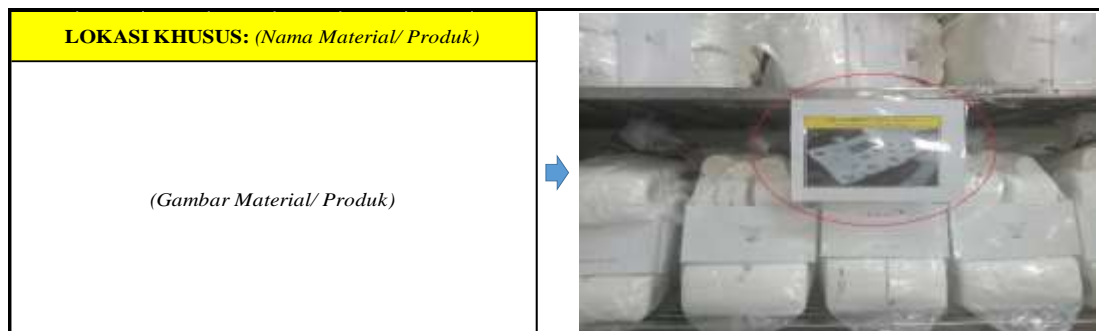 LOKASI KHUSUS: (Nama Material/ Produk)
(Gambar Material/ Produk)